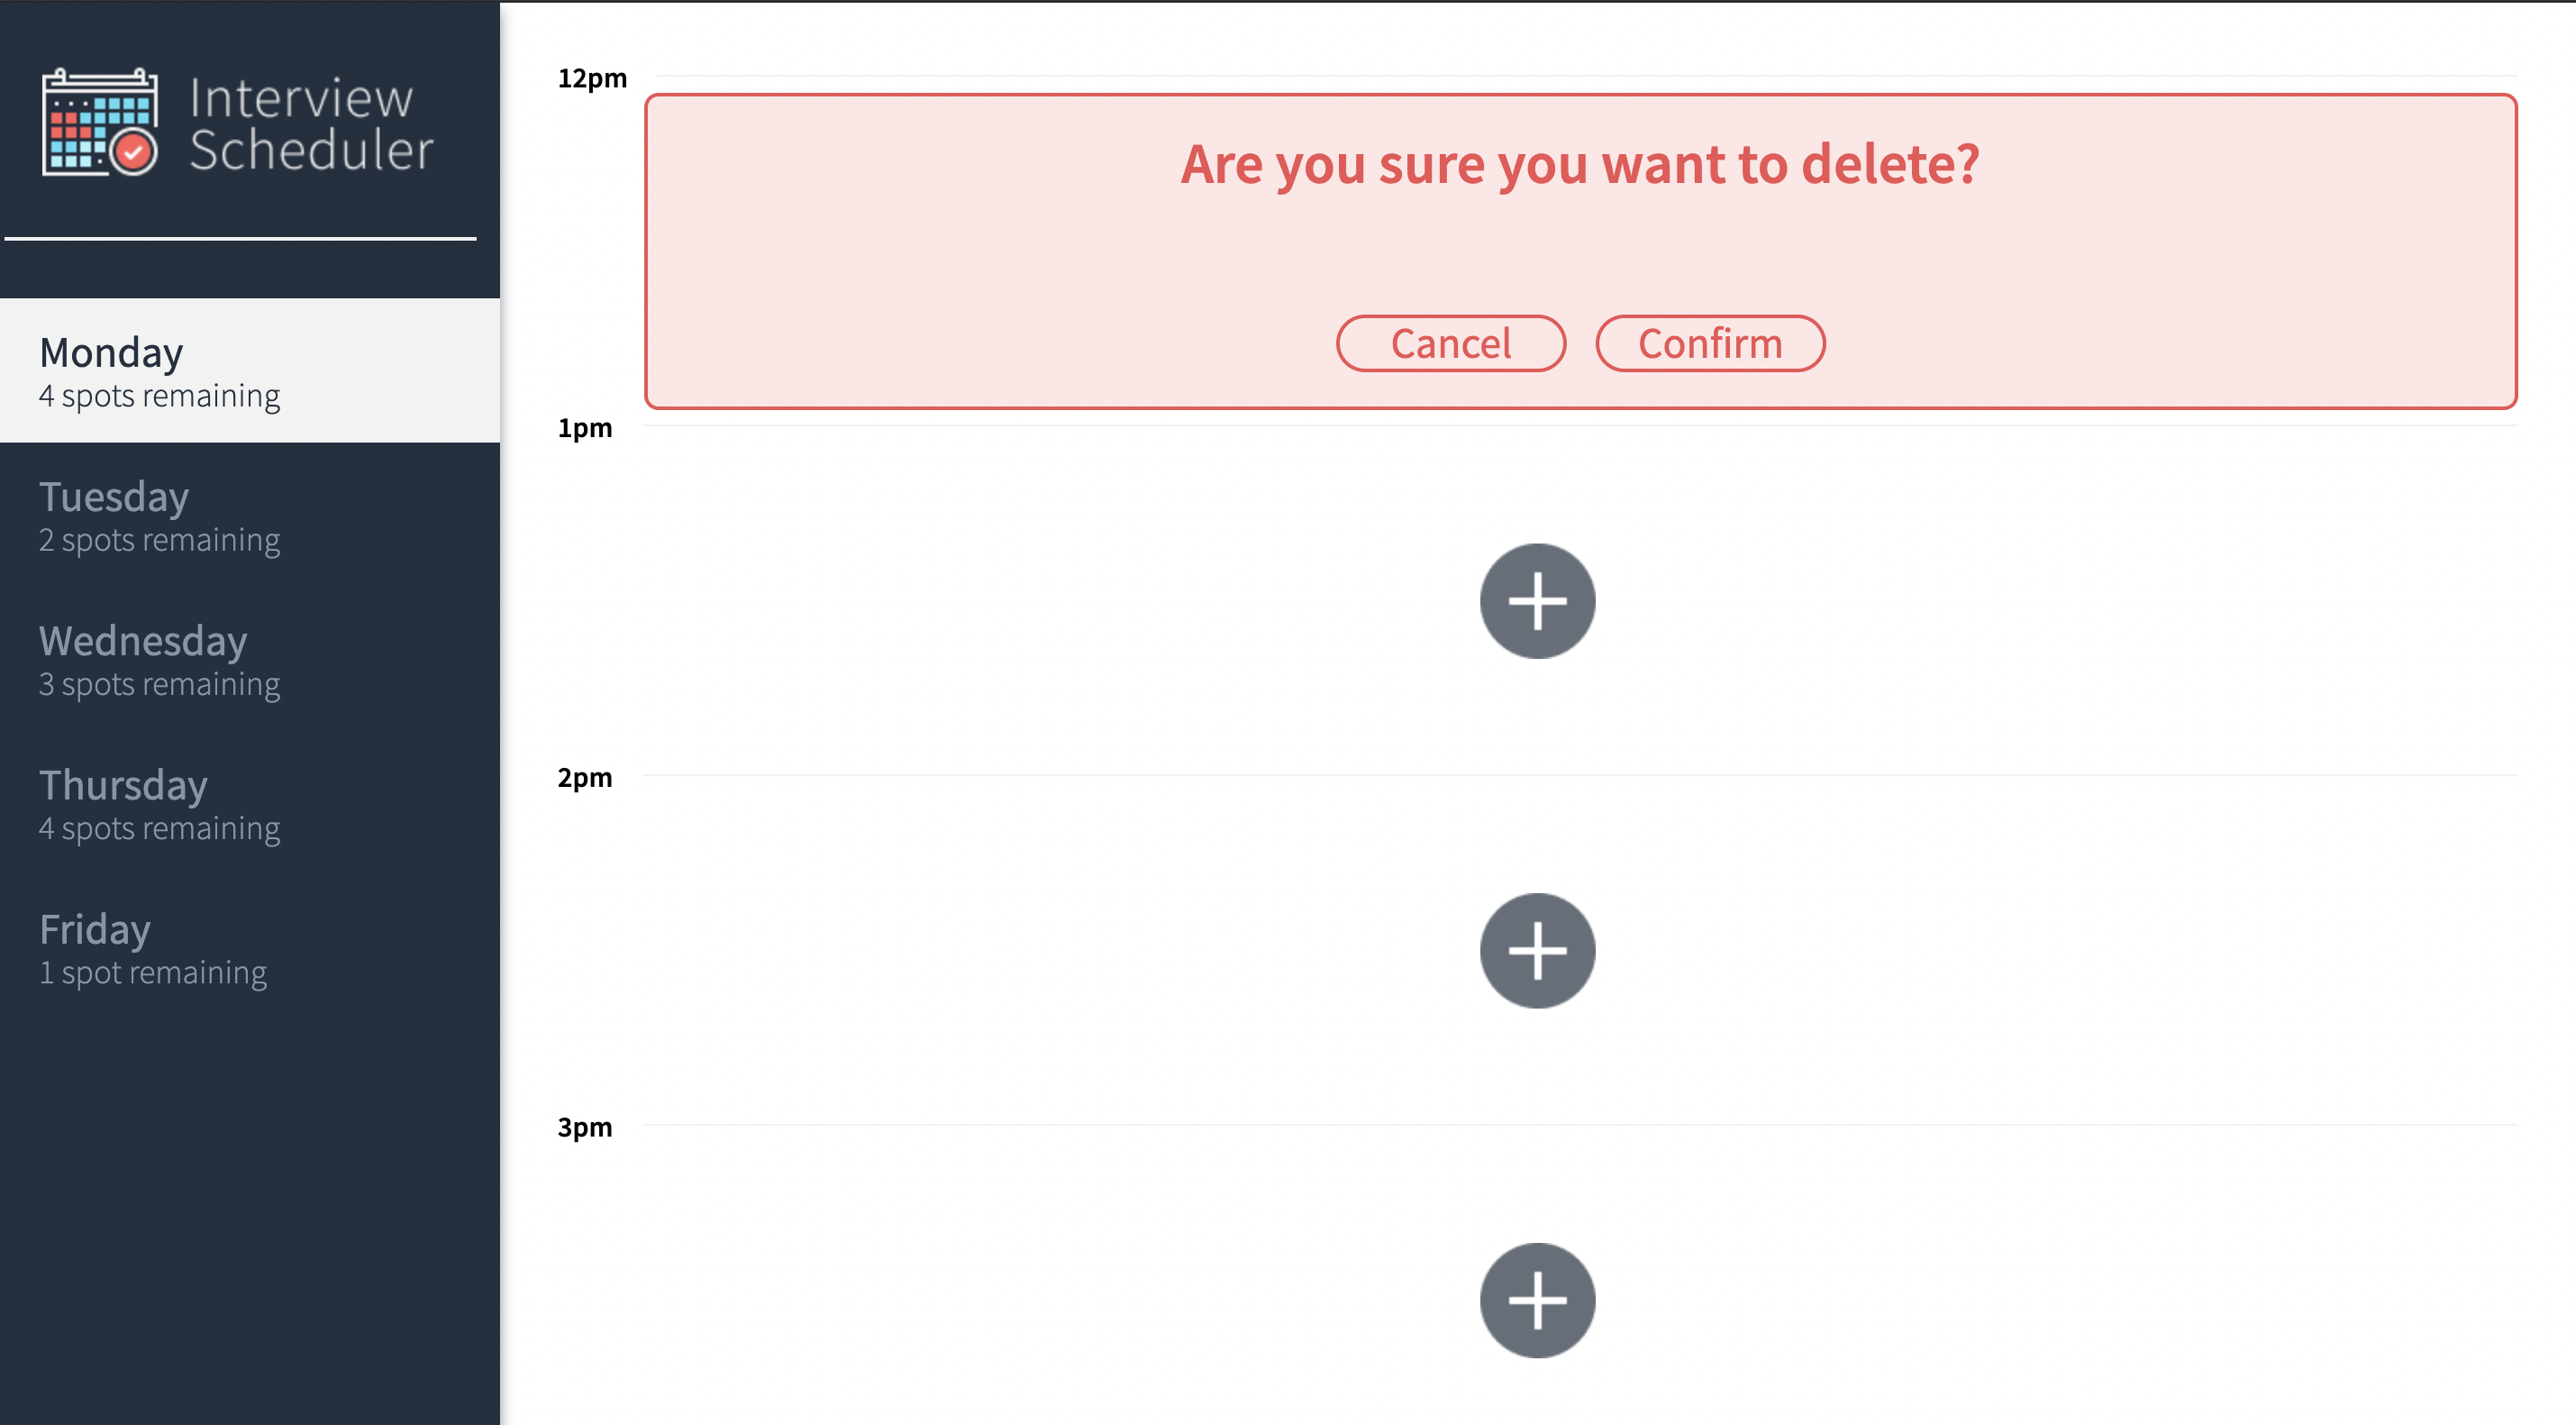 Interview
Scheduler
Monday
4 spots remaining
Tuesday
2 spots remaining
Wednesday
3 spots remaining
Thursday
4 spots remaining
Friday
1 spot remaining
12pm
Are you sure you want to delete?
Cancel Confirm
1pm
2pm
3pm